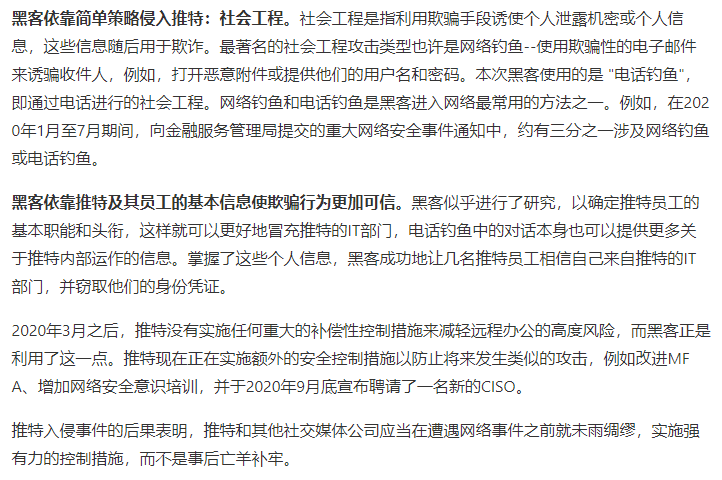 黑客依靠简单策略侵入推特：社会工程。社会工程是指利用欺骗手段诱使个人泄露机密或个人信
息，这些信息随后用于欺诈。最著名的社会工程攻击类型也许是网络钓鱼--使用欺骗性的电子邮件
来诱骗收件人，例如，打开恶意附件或提供他们的用户名和密码。本次黑客使用的是 "电话钓鱼"，
即通过电话进行的社会工程。网络钓鱼和电话钓鱼是黑客进入网络最常用的方法之一。例如，在202
0年1月至7月期间，向金融服务管理局提交的重大网络安全事件通知中，约有三分之一涉及网络钓鱼
或电话钓鱼。
黑客依靠推特及其员工的基本信息使欺骗行为更加可信。黑客似乎进行了研究，以确定推特员工的
基本职能和头衔，这样就可以更好地冒充推特的IT部门，电话钓鱼中的对话本身也可以提供更多关
于推特内部运作的信息。掌握了这些个人信息，黑客成功地让几名推特员工相信自己来自推特的IT
部门，并窃取他们的身份凭证。
2020年3月之后，推特没有实施任何重大的补偿性控制措施来减轻远程办公的高度风险，而黑客正是
利用了这一点。推特现在正在实施额外的安全控制措施以防止将来发生类似的攻击，例如改进MF
A、增加网络安全意识培训，并于2020年9月底宣布聘请了一名新的CISO。
推特入侵事件的后果表明，推特和其他社交媒体公司应当在遭遇网络事件之前就未雨绸缪，实施强
有力的控制措施，而不是事后亡羊补牢。